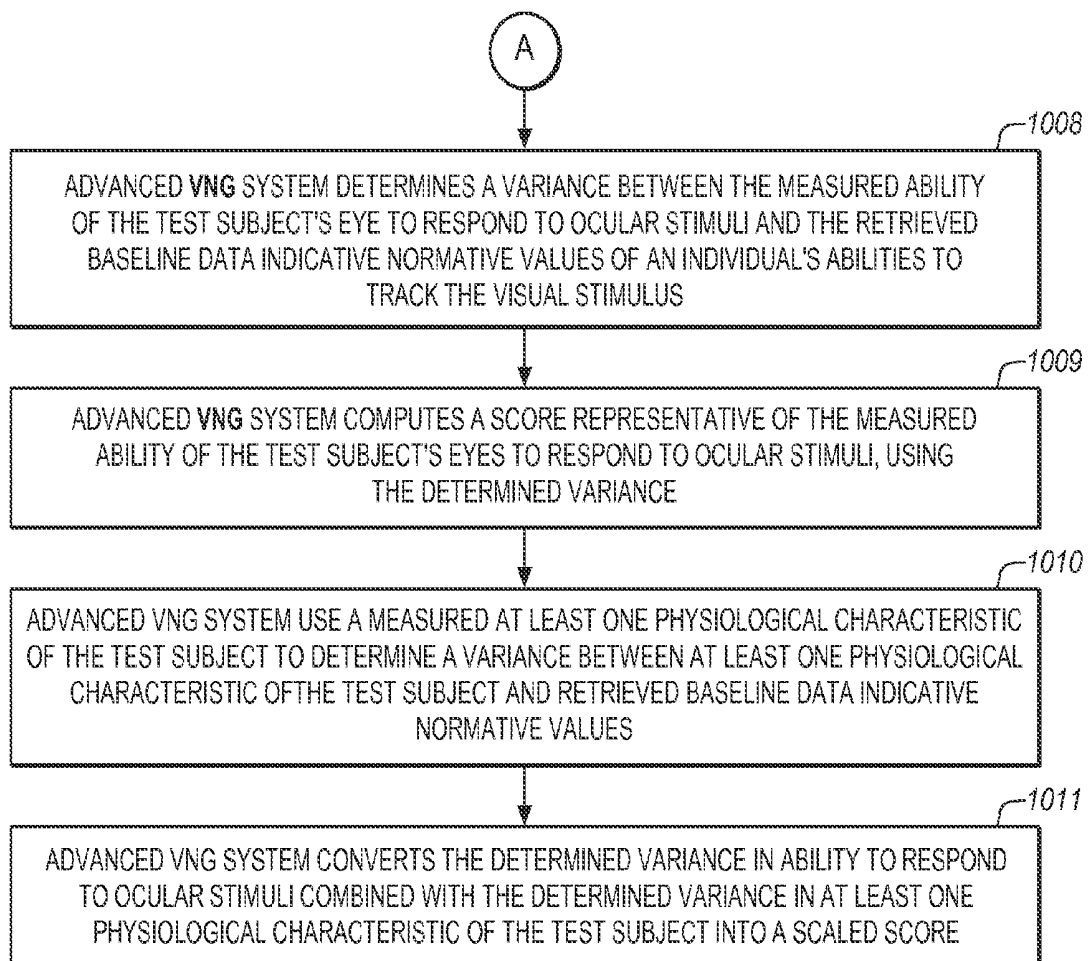 A
1008
ADVANCED VNG SYSTEM DETERMINES A VARIANCE BETWEEN THE MEASURED ABILITY
OF THE TEST SUBJECT'S EYE TO RESPOND TO OCULAR STIMULI AND THE RETRIEVED
BASELINE DATA INDICATIVE NORMATIVE VALUES OF AN INDIVIDUAL'S ABILITIES TO
TRACK THE VISUAL STIMULUS
1009
ADVANCED VNG SYSTEM COMPUTES A SCORE REPRESENTATIVE OF THE MEASURED
ABILITY OF THE TEST SUBJECT'S EYES TO RESPOND TO OCULAR STIMULI, USING
THE DETERMINED VARIANCE
1010
ADVANCED VNG SYSTEM USE A MEASURED AT LEAST ONE PHYSIOLOGICAL CHARACTERISTIC
OF THE TEST SUBJECT TO DETERMINE A VARIANCE BETWEEN AT LEAST ONE PHYSIOLOGICAL
CHARACTERISTIC OFTHE TEST SUBJECT AND RETRIEVED BASELINE DATA INDICATIVE
NORMATIVE VALUES
1011
ADVANCED VNG SYSTEM CONVERTS THE DETERMINED VARIANCE IN ABILITY TO RESPOND
TO OCULAR STIMULI COMBINED WITH THE DETERMINED VARIANCE IN AT LEAST ONE
PHYSIOLOGICAL CHARACTERISTIC OF THE TEST SUBJECT INTO A SCALED SCORE